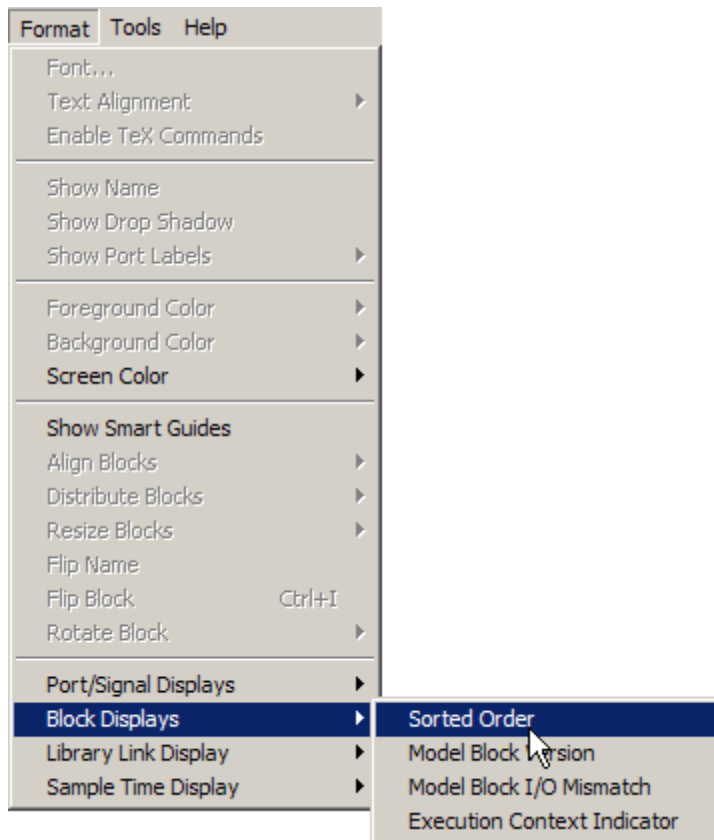 Format Tools Help
Font...
Text Alignment
Enable TeX Commands
Show Name
Show Drop Shadow
Show Port Labels
Foreground Color
Background Color
Screen Color
Show Smart Guides
Align Blocks
Distribute Blocks
Resize Blocks
Flip Name
Flip Block Ctrl+I
Rotate Block
Port/Signal Displays
Block Displays
Library Link Display
Sample Time Display
Sorted Order
Model Block Version
Model Block I/O Mismatch
Execution Context Indicator